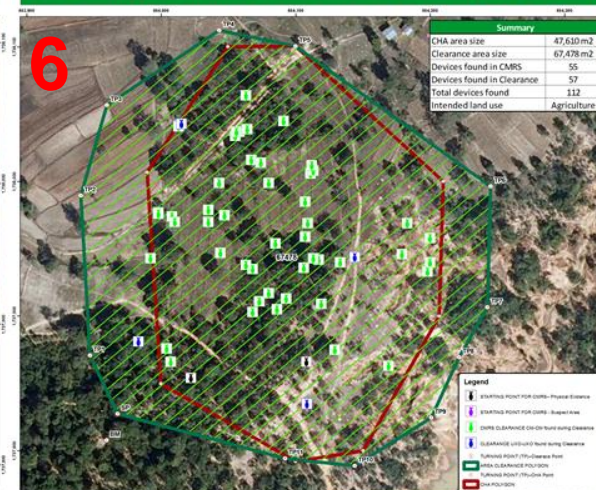 6
Summary
CHA area size 47,610 m2
Clearance area size 67,478 m2
Devices found in CMRS 55
Devices found in Clearance 57
Total devices found 112
Intended land use Agriculture
TP4
TP5
TP3
TP2
TP6
67478
TP7
TP1
TP8
SP
TP9
BM
TP11
TP10
Legend
STARTING POINT FOR CMRS - Physical Evidence
STARTING POINT FOR CMRS - Suspect Area
CMRS CLEARANCE CM-CM found during Clearance
CLEARANCE UXO-UXO found during Clearance
TURNING POINT (TP)-Clearance Point
AREA CLEARANCE POLYGON
TURNING POINT (TP)-CHA Point
CHA POLYGON